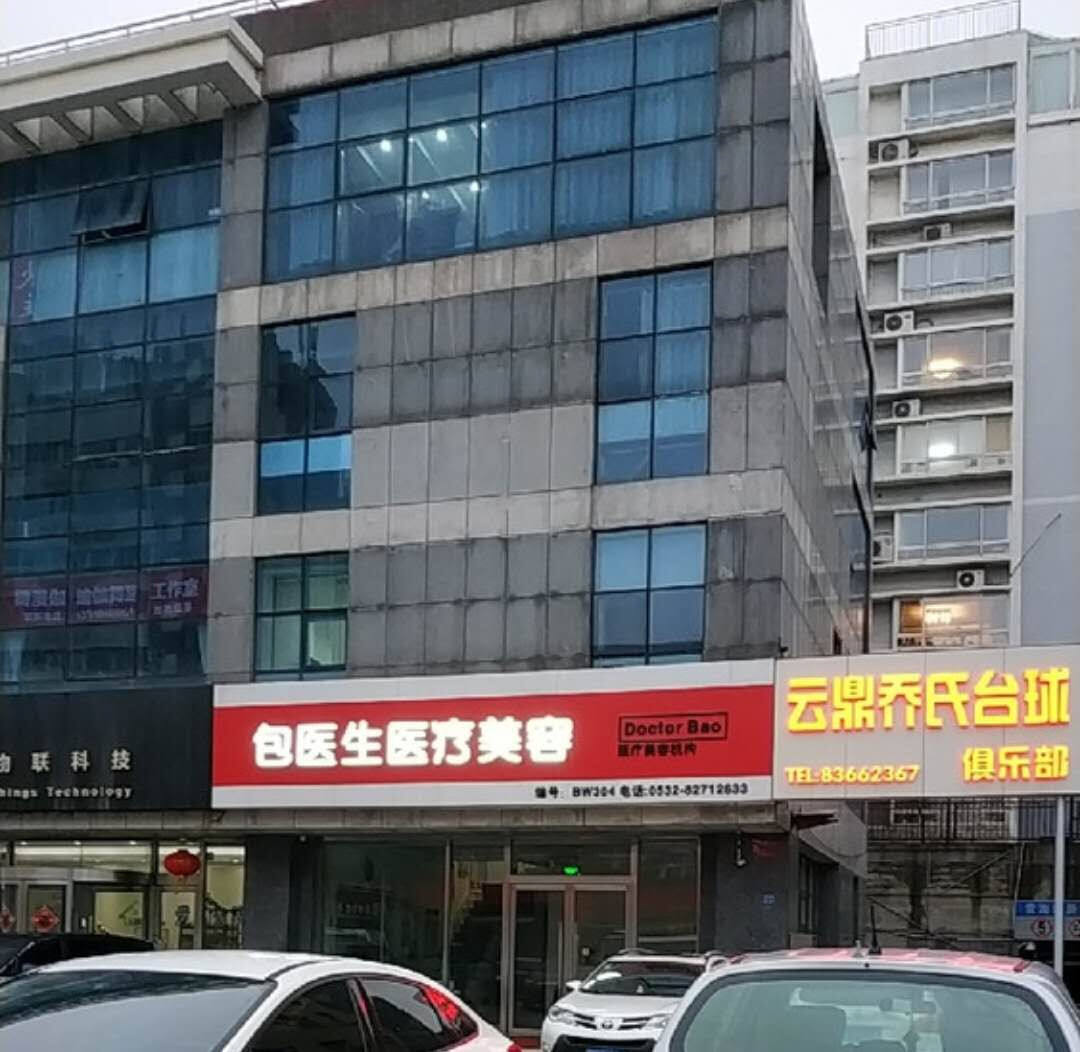 工作室
物联科技
hings Technology
包医生医疗美容
Doctor Bao
医疗美容机构
编号: BW304 电话:0532-82712633
云鼎乔氏台球
俱乐部
TEL:83662367